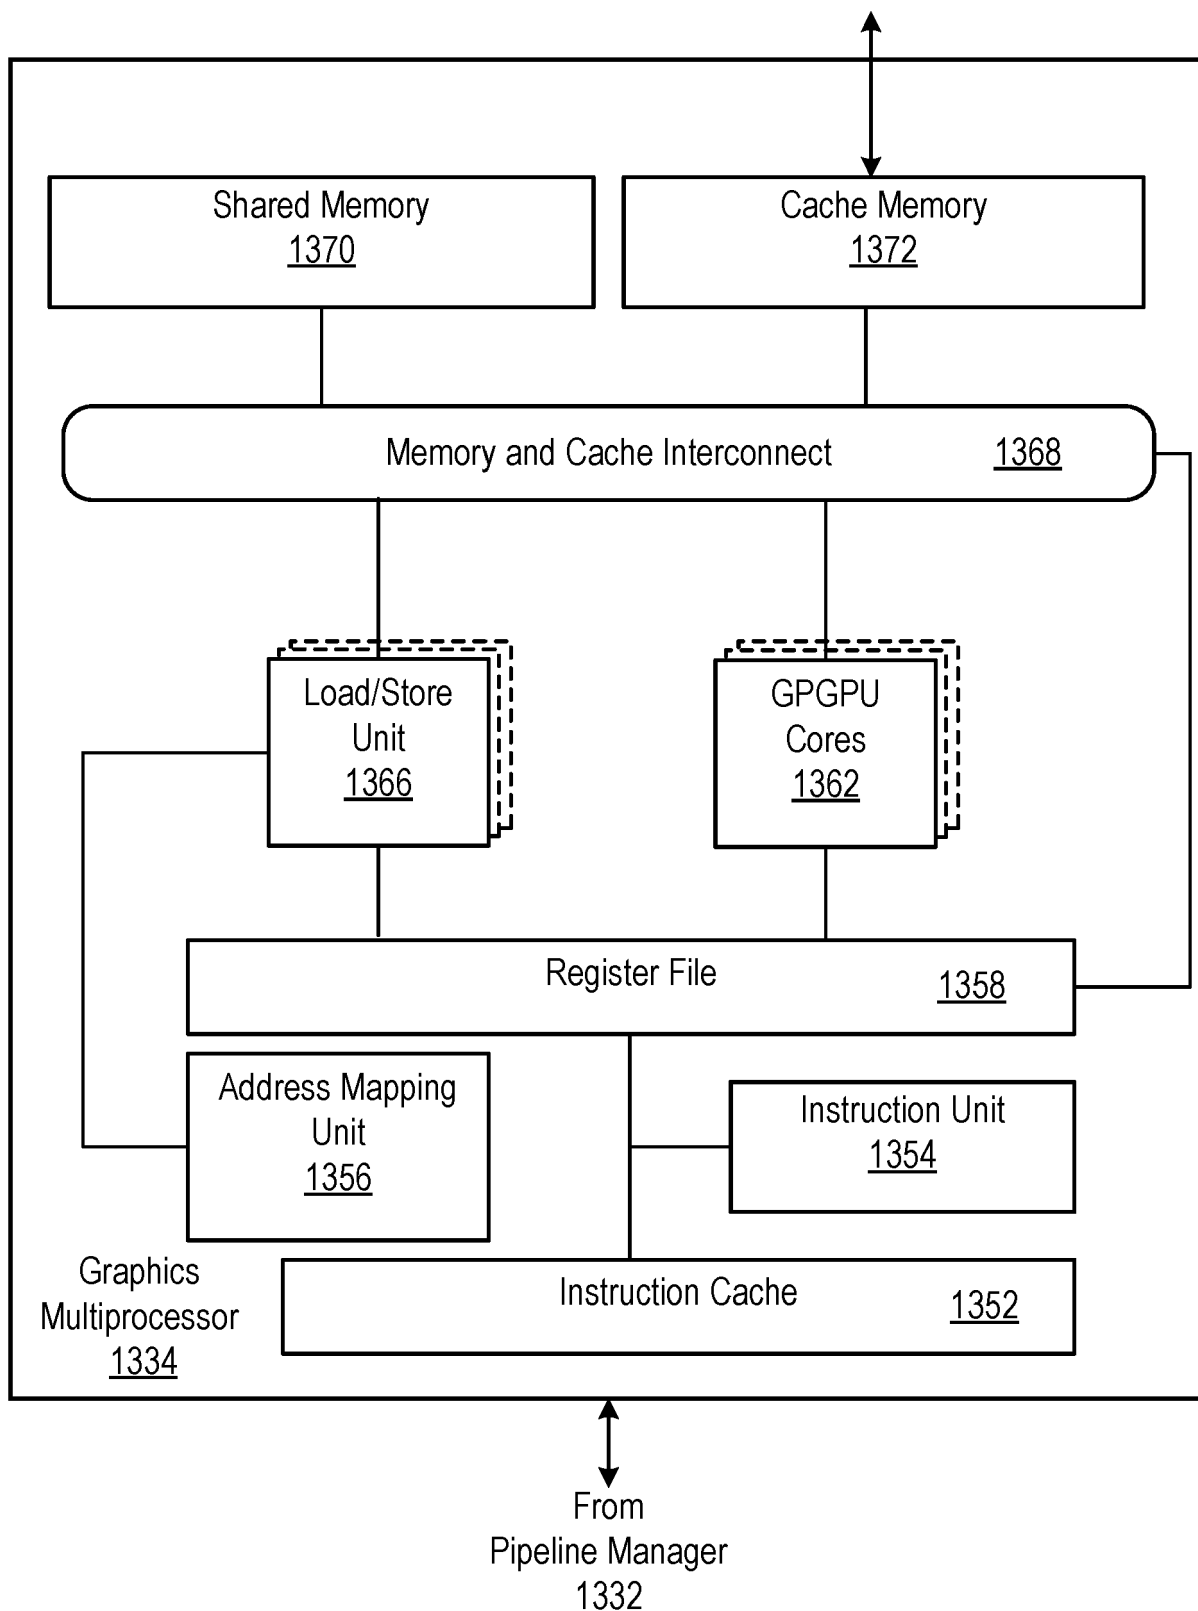 Shared Memory
1370
Cache Memory
1372
Memory and Cache Interconnect 1368
Load/Store
Unit
1366
GPGPU
Cores
1362
Register File 1358
Address Mapping
Unit
1356
Instruction Unit
1354
Graphics
Multiprocessor
1334
Instruction Cache 1352
From
Pipeline Manager
1332